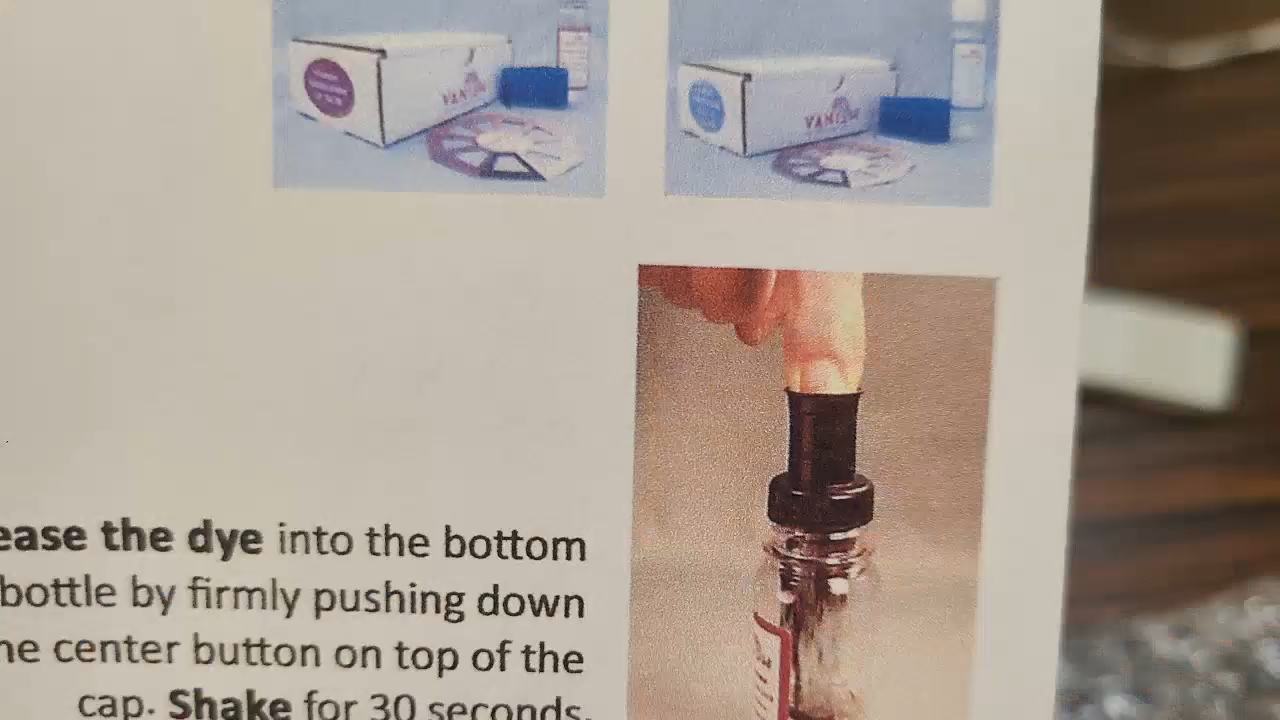 VANISH
ease the dye into the bottom
bottle by firmly pushing down
he center button on top of the
cap. Shake for 30 seconds.